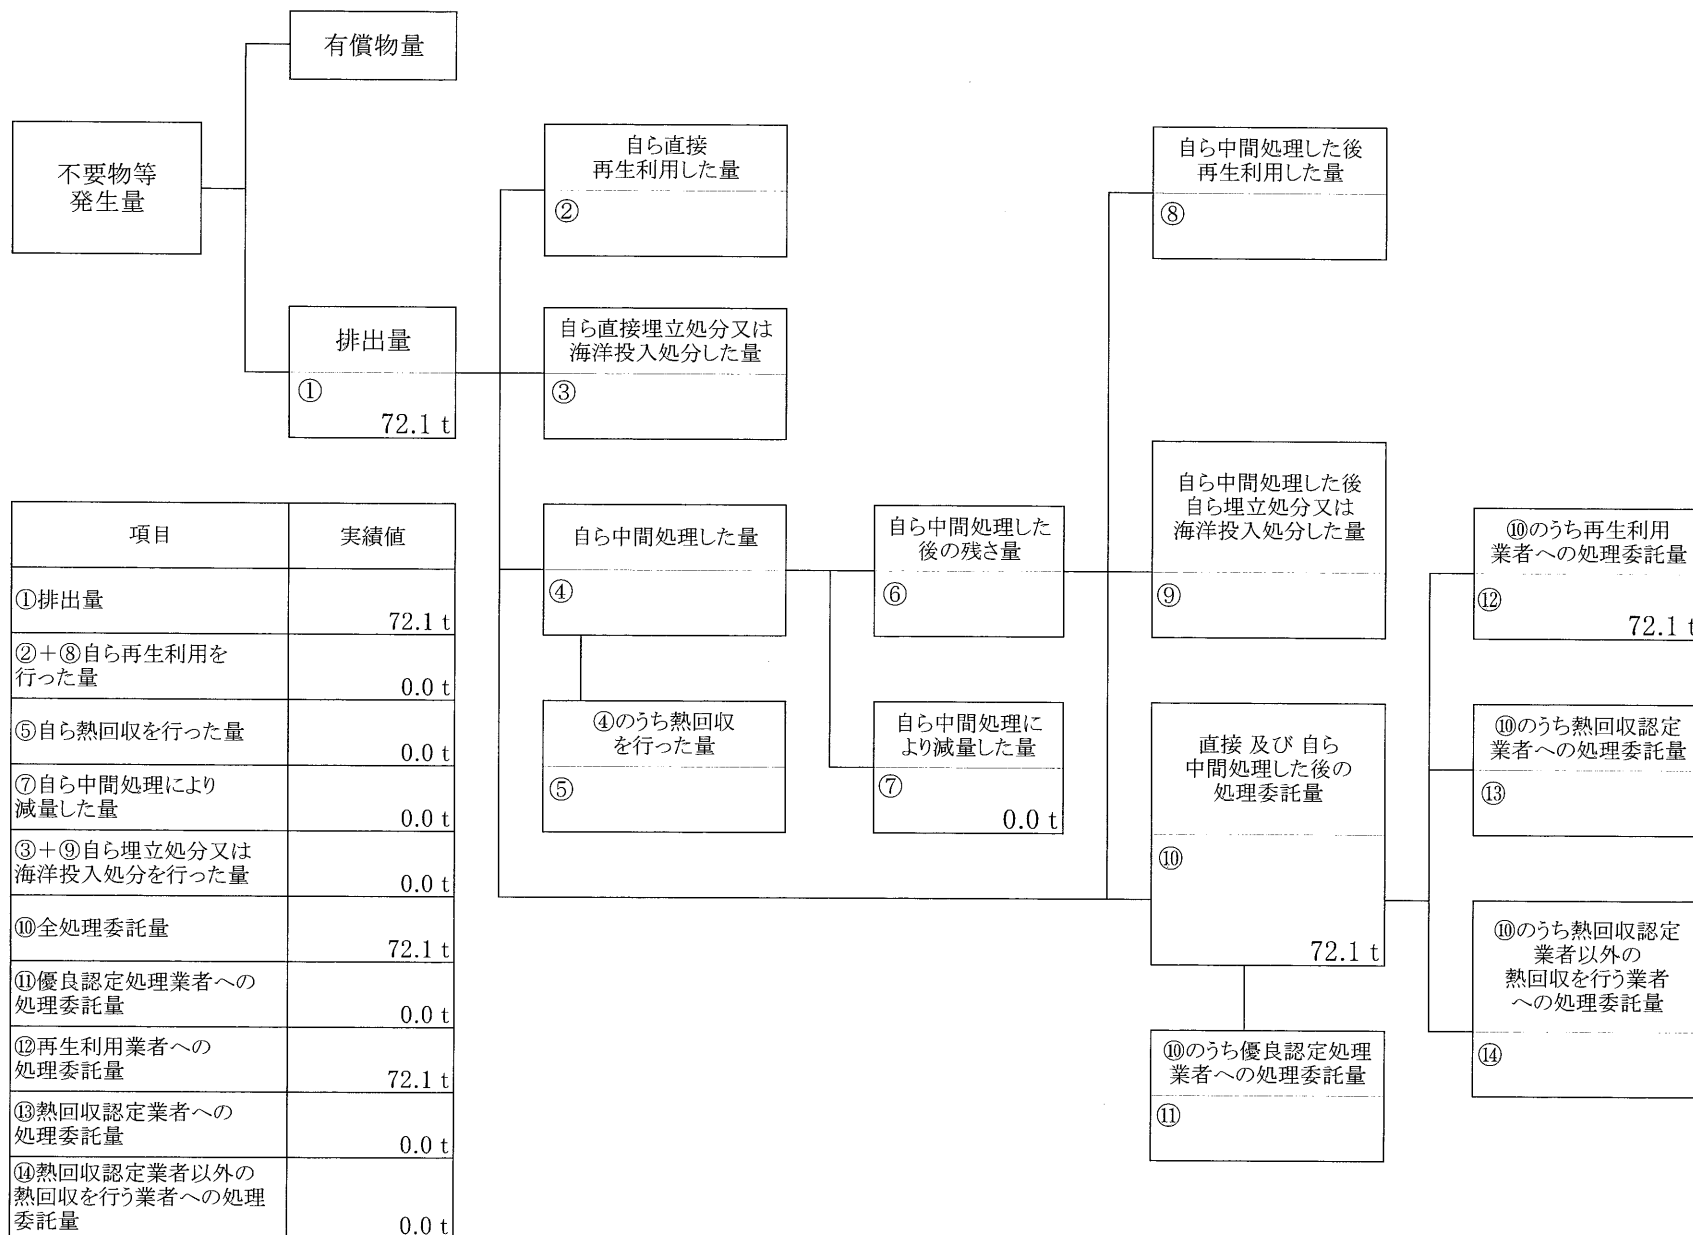 有償物量
不要物等
発生量
排出量
①
72.1 t
自ら直接
再生利用した量
②
自ら直接埋立処分又は
海洋投入処分した量
③
自ら中間処理した量
④
④のうち熱回収
を行った量
⑤
自ら中間処理した
後の残さ量
⑥
自ら中間処理に
より減量した量
⑦
0.0 t
自ら中間処理した後
再生利用した量
⑧
自ら中間処理した後
自ら埋立処分又は
海洋投入処分した量
⑨
直接 及び 自ら
中間処理した後の
処理委託量
⑩
72.1 t
⑩のうち優良認定処理
業者への処理委託量
⑪
⑩のうち再生利用
業者への処理委託量
⑫
72.1 t
⑩のうち熱回収認定
業者への処理委託量
⑬
⑩のうち熱回収認定
業者以外の
熱回収を行う業者
への処理委託量
⑭
項目 実績値
①排出量
72.1 t
②＋⑧自ら再生利用を
行った量
0.0 t
⑤自ら熱回収を行った量
0.0 t
⑦自ら中間処理により
減量した量
0.0 t
③＋⑨自ら埋立処分又は
海洋投入処分を行った量
0.0 t
⑩全処理委託量
72.1 t
⑪優良認定処理業者への
処理委託量
0.0 t
⑫再生利用業者への
処理委託量
72.1 t
⑬熱回収認定業者への
処理委託量
0.0 t
⑭熱回収認定業者以外の
熱回収を行う業者への処理
委託量
0.0 t